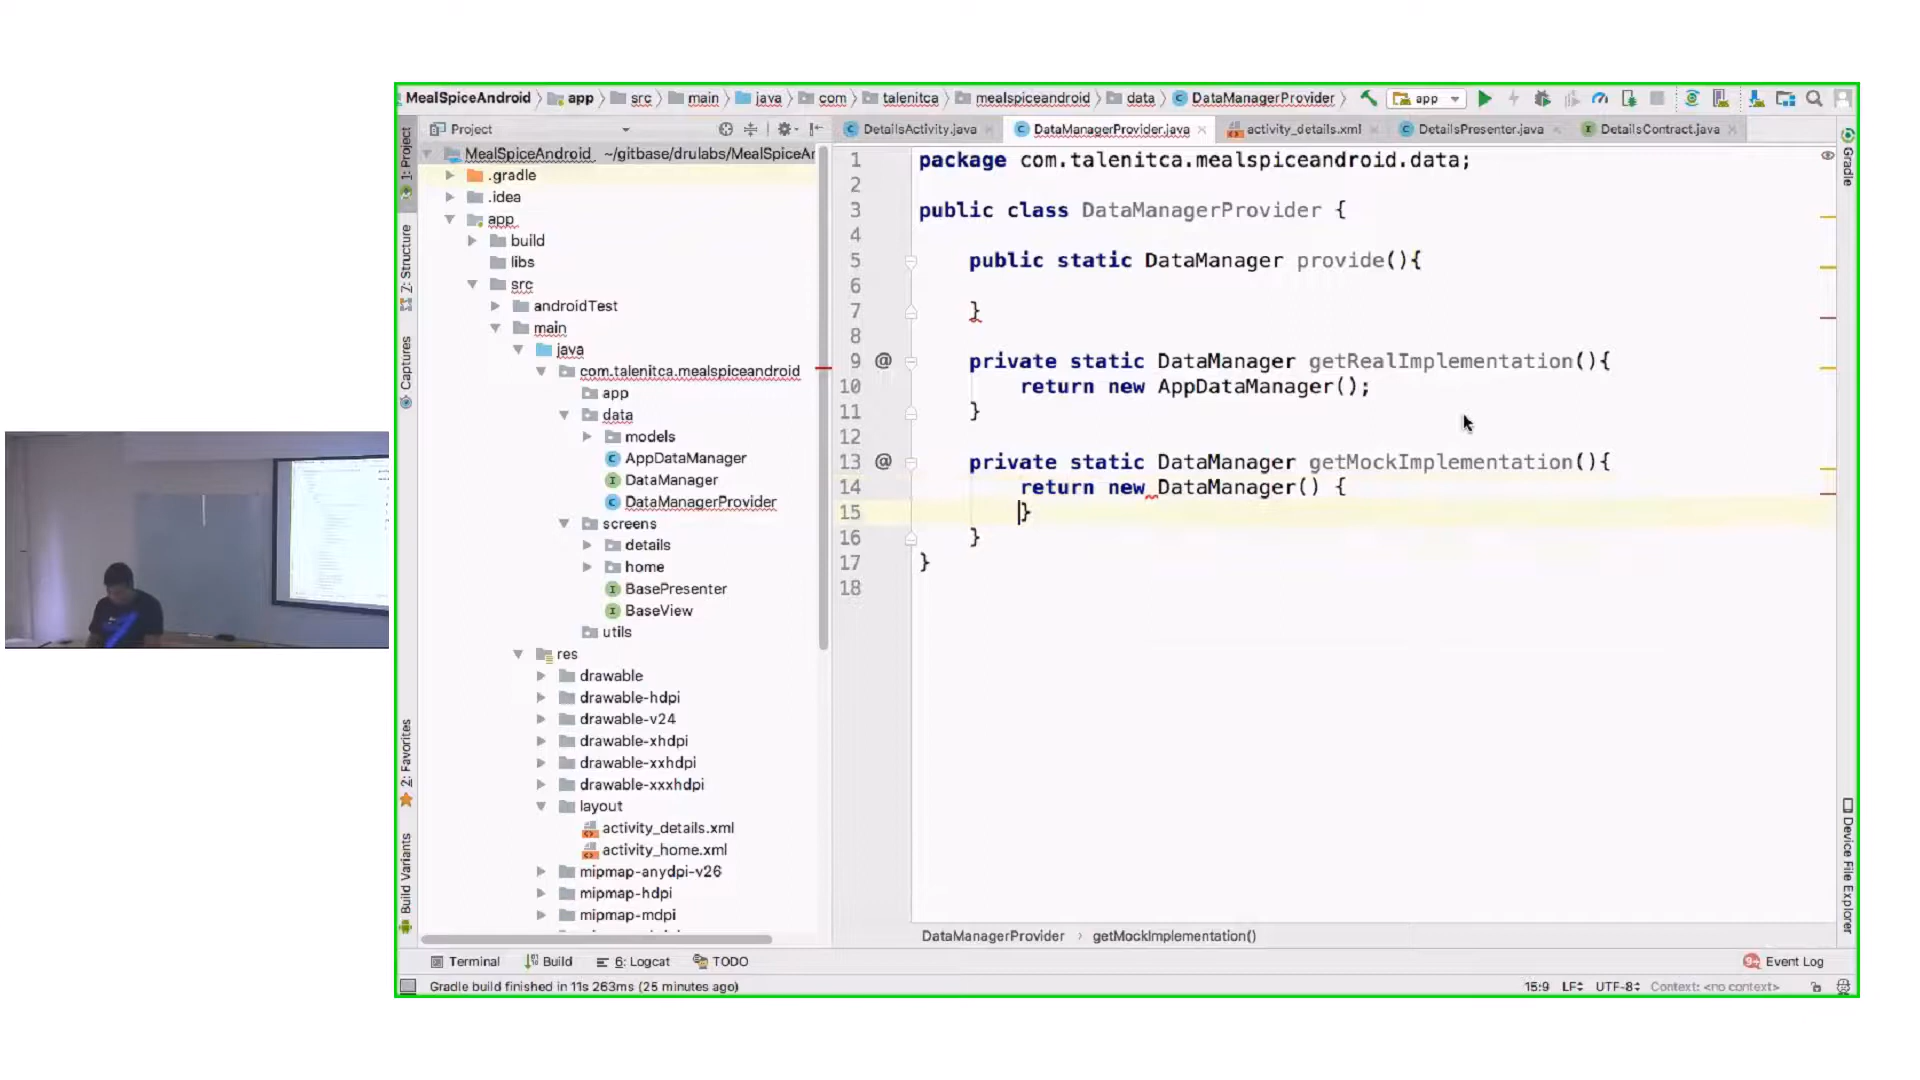 MealSpiceAndroid app src main java com talenitca mealspiceandroid data DataManagerProvider app
1: Project
Project
DetailsActivity.java DataManagerProvider.java activity_details.xml DetailsPresenter.java DetailsContract.java
Gradle
MealSpiceAndroid ~/gitbase/drulabs/MealSpiceAr
.gradle
.idea
app
build
libs
src
androidTest
main
java
com.talenitca.mealspiceandroid
app
data
models
AppDataManager
DataManager
DataManagerProvider
screens
details
home
BasePresenter
BaseView
utils
res
drawable
drawable-hdpi
drawable-v24
drawable-xhdpi
drawable-xxhdpi
drawable-xxxhdpi
layout
activity_details.xml
activity_home.xml
mipmap-anydpi-v26
mipmap-hdpi
mipmap-mdpi
7: Structure
Captures
2: Favorites
Build Variants
1 package com.talenitca.mealspiceandroid.data;
2
3 public class DataManagerProvider {
4
5 public static DataManager provide(){
6
7 }
8
9 @ private static DataManager getRealImplementation(){
10 return new AppDataManager();
11 }
12
13 @ private static DataManager getMockImplementation(){
14 return new DataManager() {
15 }
16 }
17 }
18
Device File Explorer
DataManagerProvider › getMockImplementation()
Terminal Build 6: Logcat TODO Event Log
Gradle build finished in 11s 263ms (25 minutes ago) 15:9 LF UTF-8 Context: <no context>